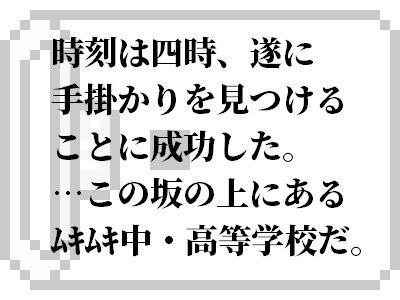 時刻は四時、遂に
手掛かりを見つける
ことに成功した。
…この坂の上にある
ﾑｷﾑｷ中・高等学校だ。